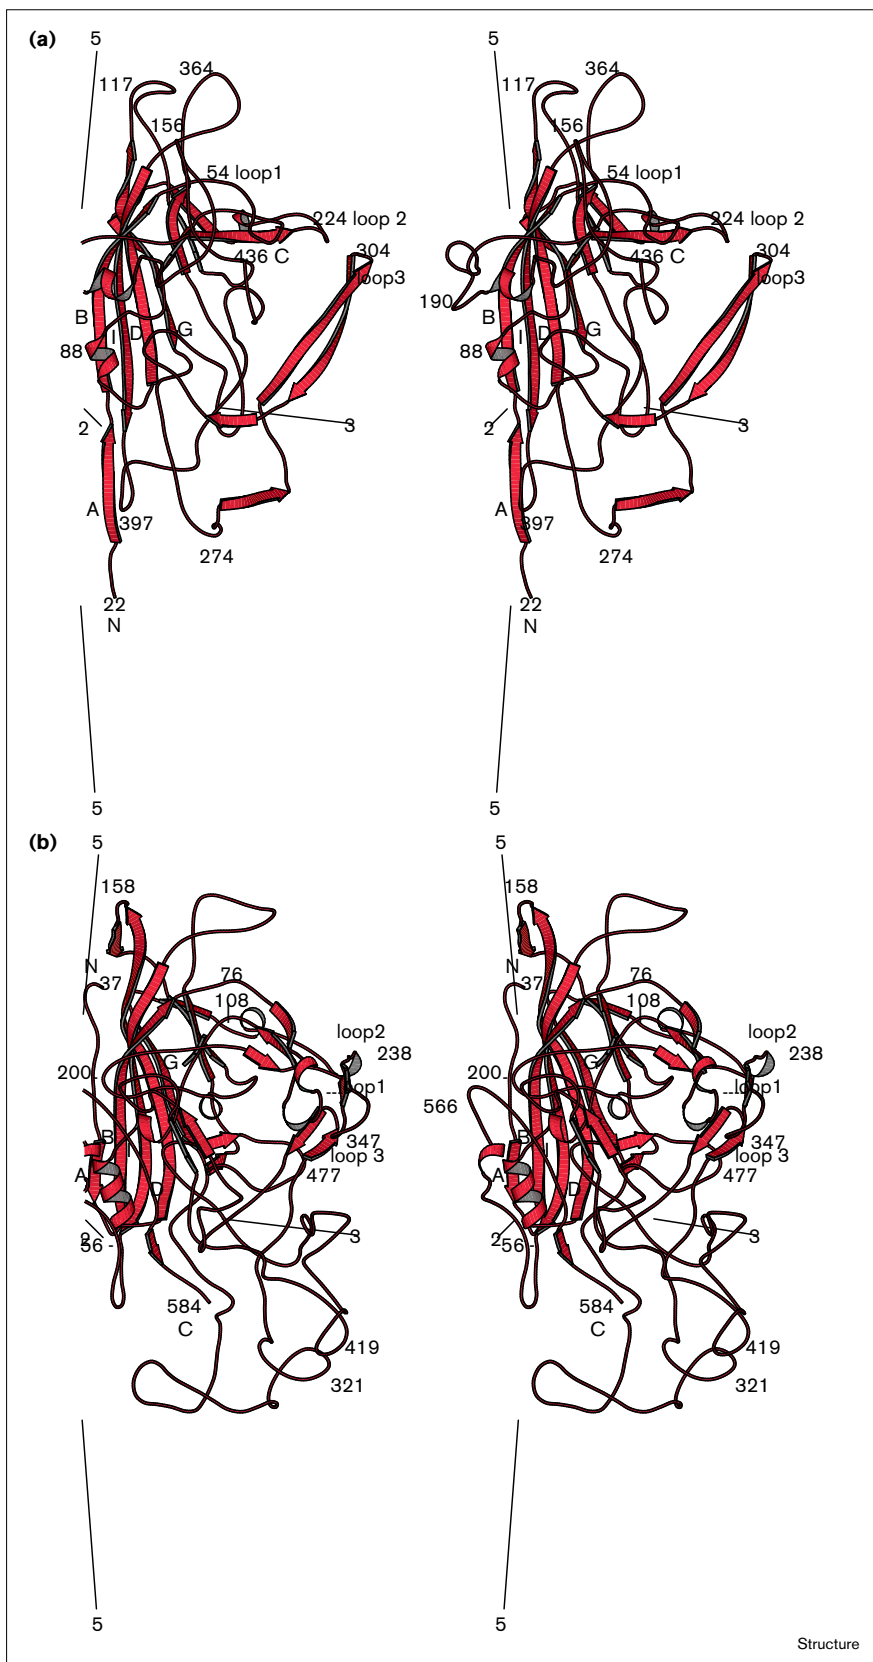 (a)
5 5
117 364 117 364
156 156
54 loop1 54 loop1
224 loop 2 224 loop 2
436 C 304 436 C 304
loop3 loop3
190
B I D G B I D G
88 88
2 3 2 3
A 397 A 397
274 274
22 22
N N
5 5
(b)
5 5
158 158
N 37 76 N 37 76
108 108
loop2 loop2
238 238
G G
200 loop1 200 loop1
566
B 347 B 347
loop 3 loop 3
A D 477 A D 477
2 3 2 3
56 56
584 584
C C
419 419
321 321
5 5
Structure